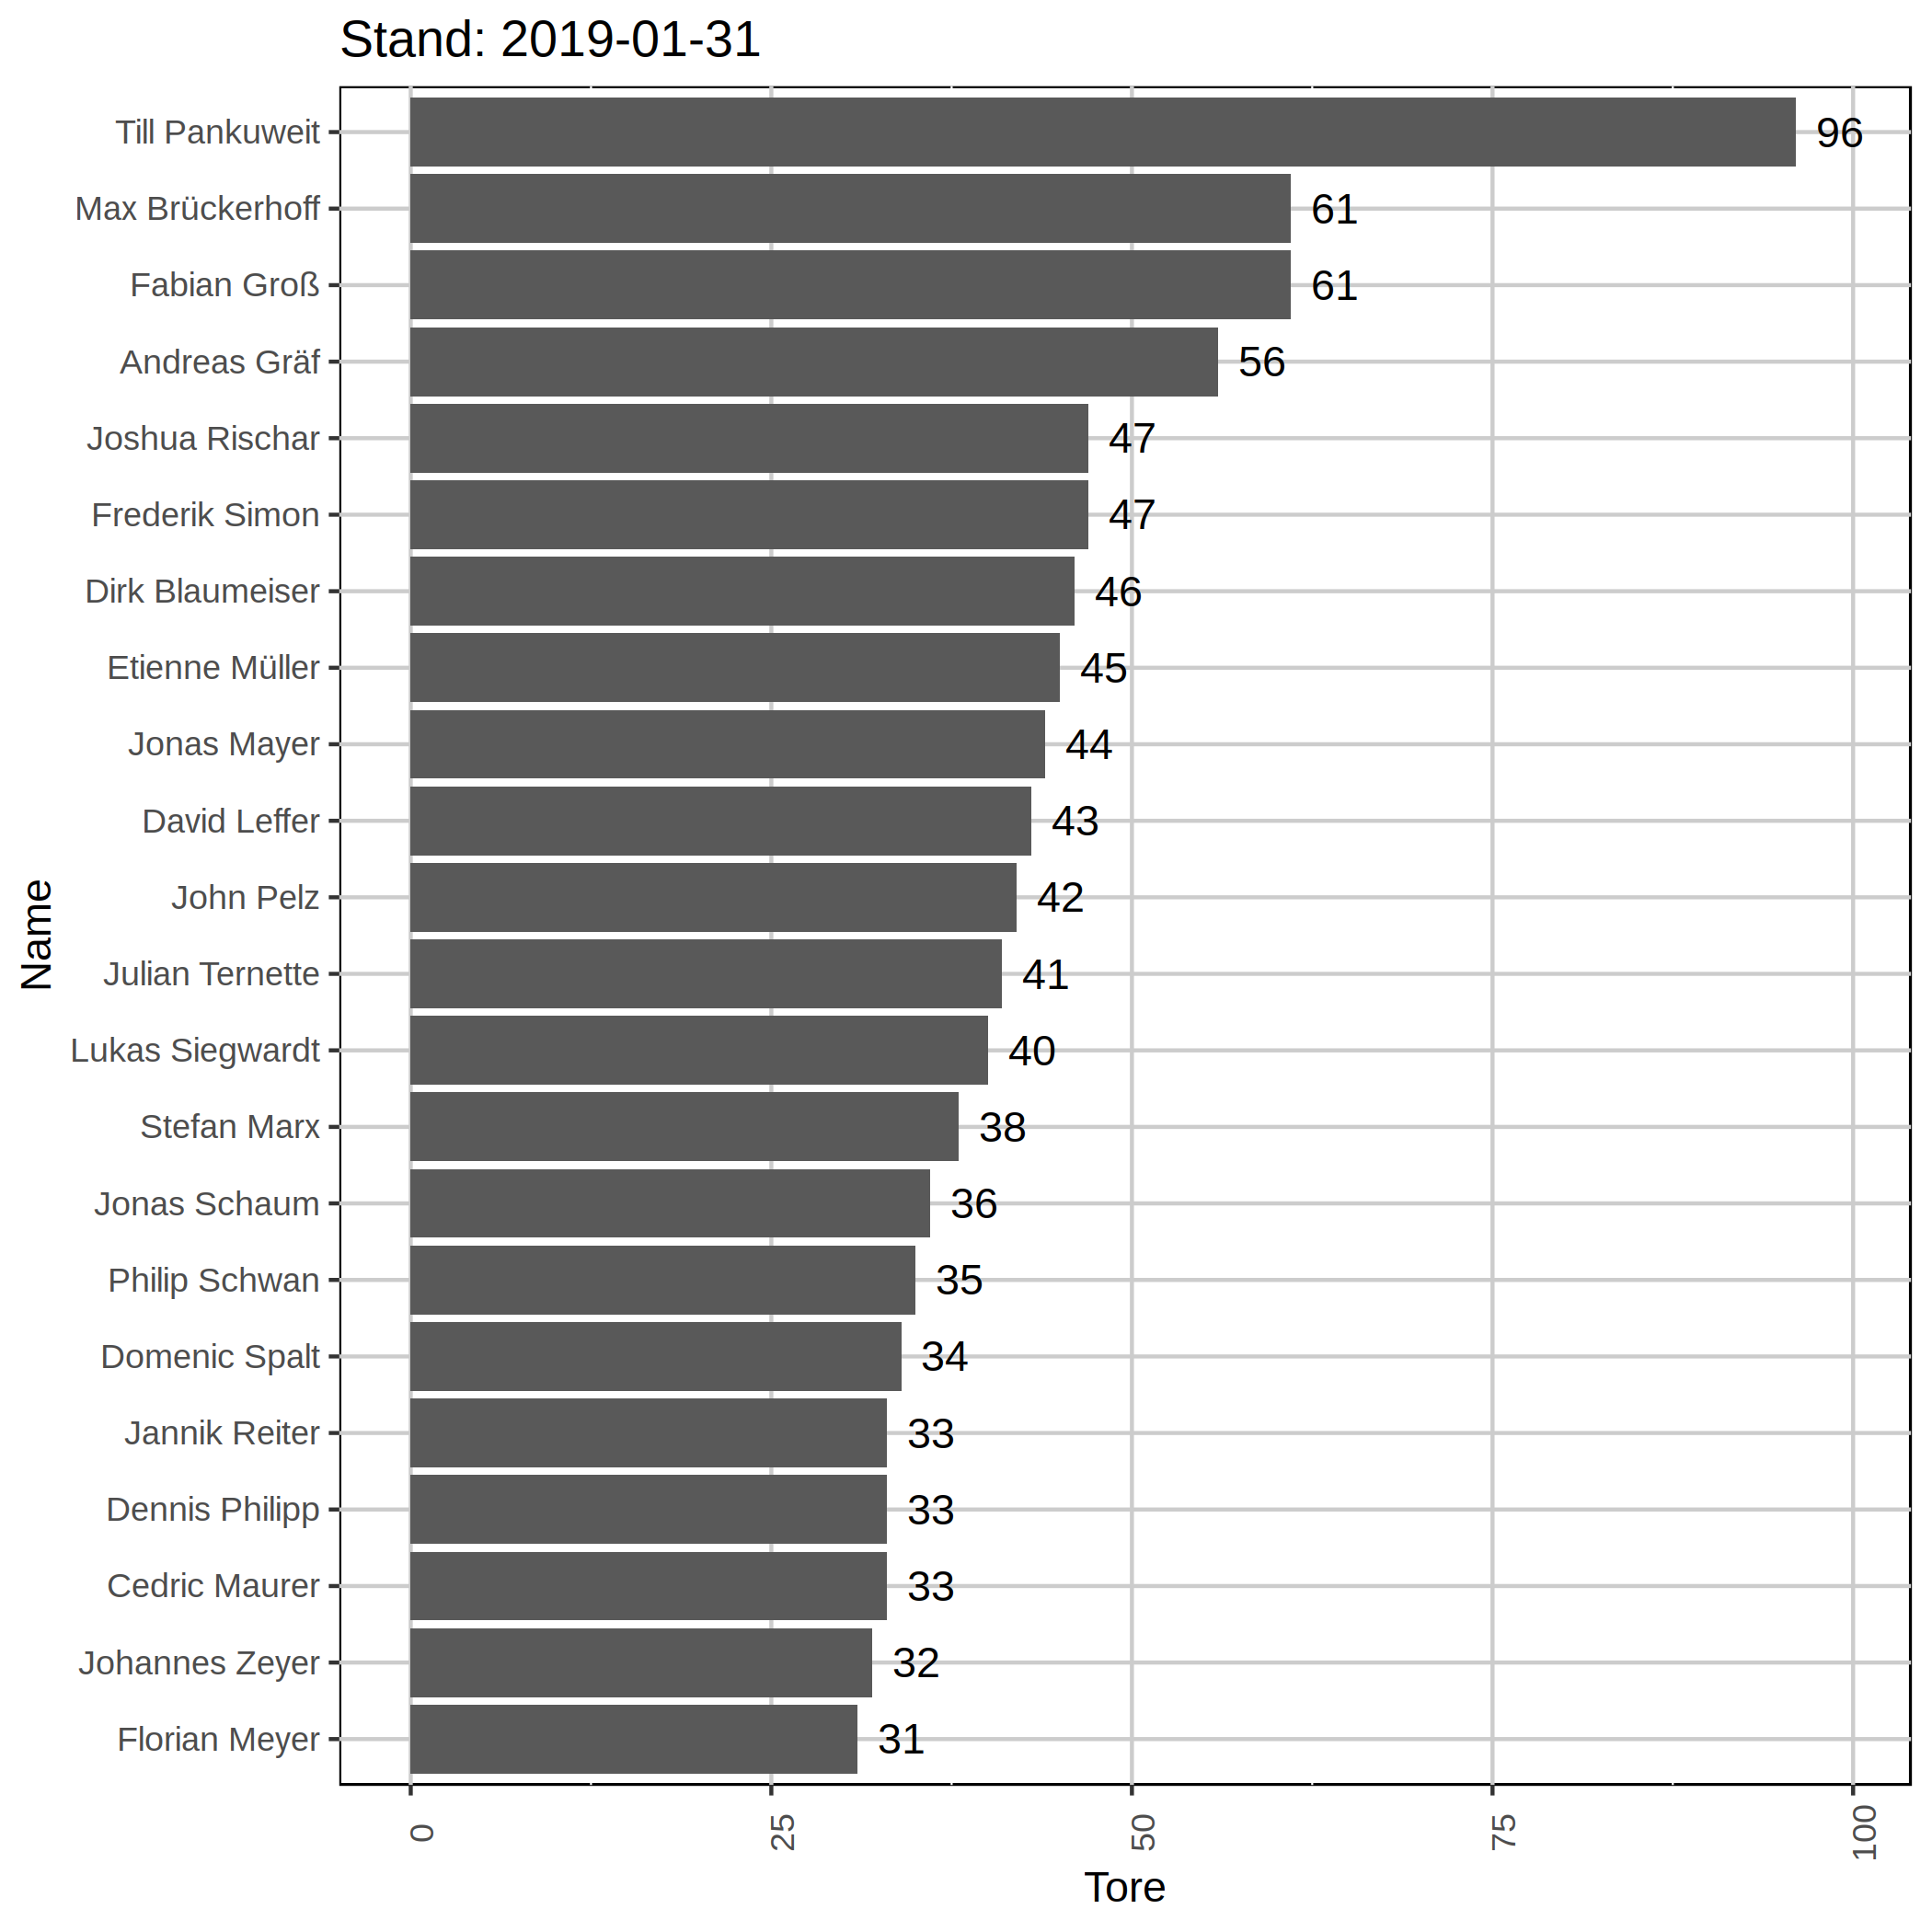 Stand: 2019-01-31
Till Pankuweit 96
Max Brückerhoff 61
Fabian Groß 61
Andreas Gräf 56
Joshua Rischar 47
Frederik Simon 47
Dirk Blaumeiser 46
Etienne Müller 45
Jonas Mayer 44
David Leffer 43
John Pelz 42
Julian Ternette 41
Lukas Siegwardt 40
Stefan Marx 38
Jonas Schaum 36
Philip Schwan 35
Domenic Spalt 34
Jannik Reiter 33
Dennis Philipp 33
Cedric Maurer 33
Johannes Zeyer 32
Florian Meyer 31
Name
0 25 50 75 100
Tore